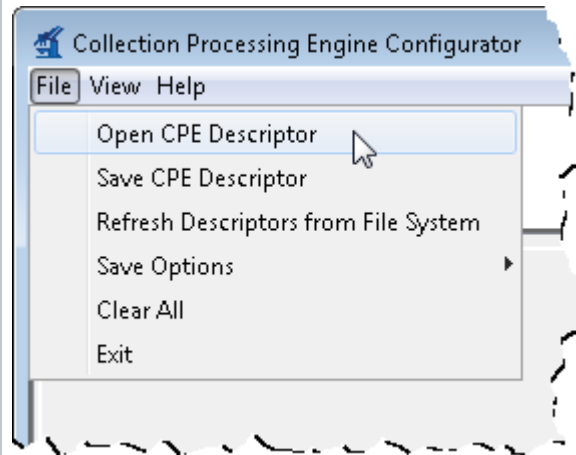 Collection Processing Engine Configurator
File View Help
Open CPE Descriptor
Save CPE Descriptor
Refresh Descriptors from File System
Save Options
Clear All
Exit